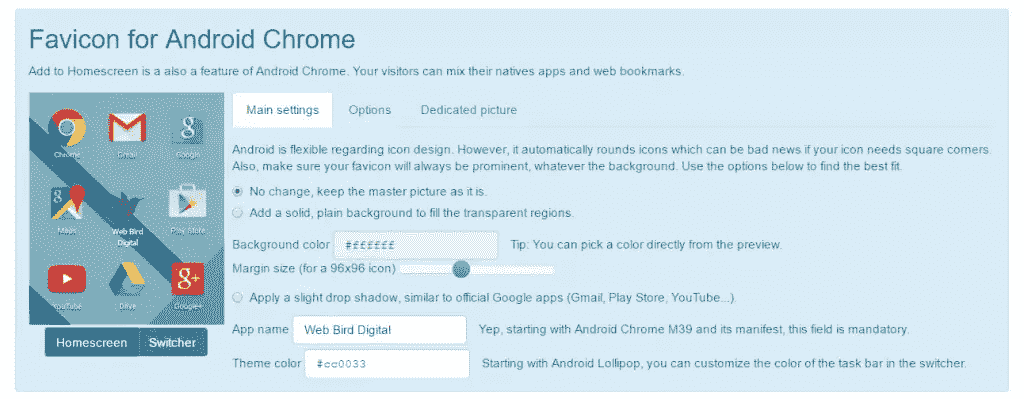 Favicon for Android Chrome
Add to Homescreen is a also a feature of Android Chrome. Your visitors can mix their natives apps and web bookmarks.
Main settings Options Dedicated picture
Android is flexible regarding icon design. However, it automatically rounds icons which can be bad news if your icon needs square corners.
Also, make sure your favicon will always be prominent, whatever the background. Use the options below to find the best fit.
No change, keep the master picture as it is.
Add a solid, plain background to fill the transparent regions.
Background color #ffffff Tip: You can pick a color directly from the preview.
Margin size (for a 96x96 icon)
Apply a slight drop shadow, similar to official Google apps (Gmail, Play Store, YouTube...).
App name Web Bird Digital Yep, starting with Android Chrome M39 and its manifest, this field is mandatory.
Theme color #cc0033 Starting with Android Lollipop, you can customize the color of the task bar in the switcher.
Chrome Gmail Google
Maps Web Bird Play Store
Digital
YouTube Drive Google+
Homescreen Switcher